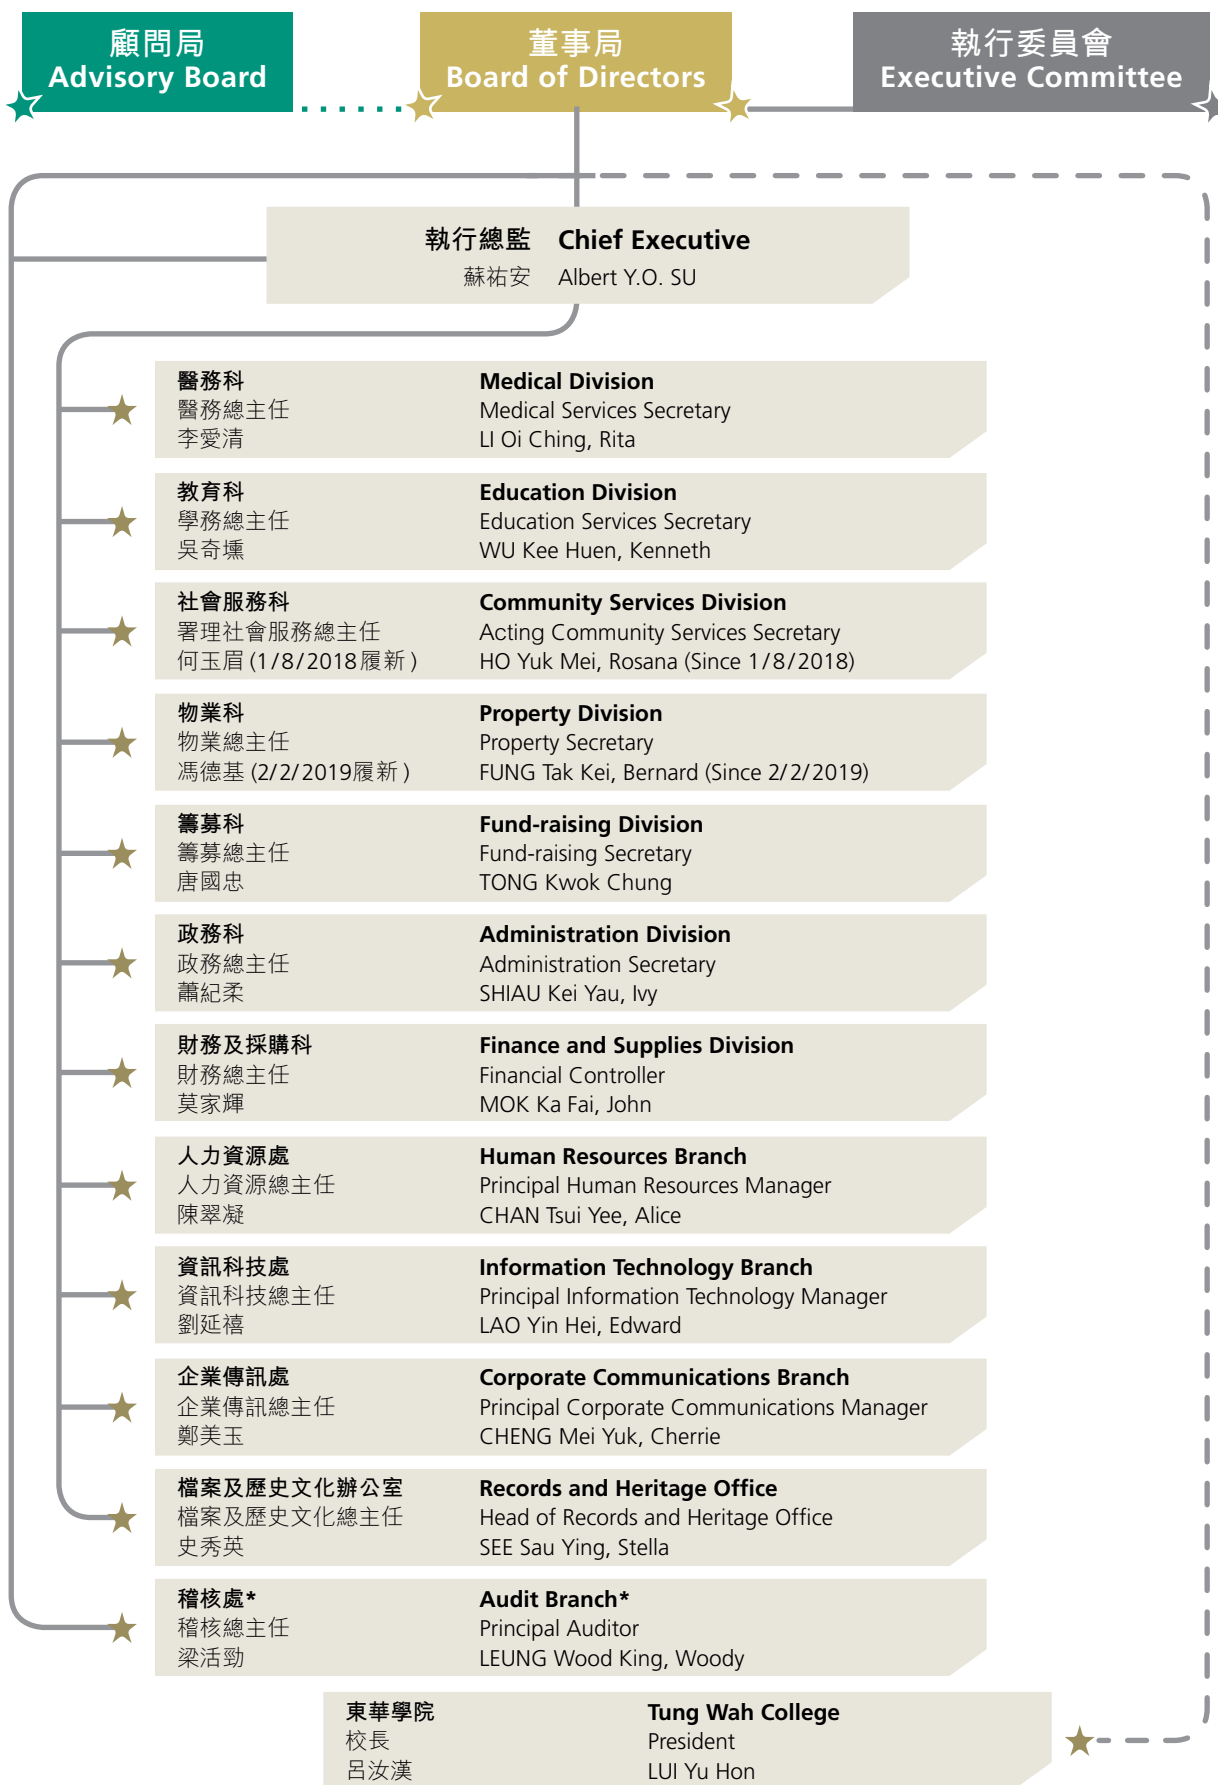 顧問局
Advisory Board
董事局
Board of Directors
執行委員會
Executive Committee
執行總監 Chief Executive
蘇祐安 Albert Y.O. SU
醫務科 Medical Division
醫務總主任 Medical Services Secretary
李愛清 LI Oi Ching, Rita
教育科 Education Division
學務總主任 Education Services Secretary
吳奇壎 WU Kee Huen, Kenneth
社會服務科 Community Services Division
署理社會服務總主任 Acting Community Services Secretary
何玉眉 (1/8/2018履新) HO Yuk Mei, Rosana (Since 1/8/2018)
物業科 Property Division
物業總主任 Property Secretary
馮德基 (2/2/2019履新) FUNG Tak Kei, Bernard (Since 2/2/2019)
籌募科 Fund-raising Division
籌募總主任 Fund-raising Secretary
唐國忠 TONG Kwok Chung
政務科 Administration Division
政務總主任 Administration Secretary
蕭紀柔 SHIAU Kei Yau, Ivy
財務及採購科 Finance and Supplies Division
財務總主任 Financial Controller
莫家輝 MOK Ka Fai, John
人力資源處 Human Resources Branch
人力資源總主任 Principal Human Resources Manager
陳翠凝 CHAN Tsui Yee, Alice
資訊科技處 Information Technology Branch
資訊科技總主任 Principal Information Technology Manager
劉延禧 LAO Yin Hei, Edward
企業傳訊處 Corporate Communications Branch
企業傳訊總主任 Principal Corporate Communications Manager
鄭美玉 CHENG Mei Yuk, Cherrie
檔案及歷史文化辦公室 Records and Heritage Office
檔案及歷史文化總主任 Head of Records and Heritage Office
史秀英 SEE Sau Ying, Stella
稽核處* Audit Branch*
稽核總主任 Principal Auditor
梁活勁 LEUNG Wood King, Woody
東華學院 Tung Wah College
校長 President
呂汝漢 LUI Yu Hon